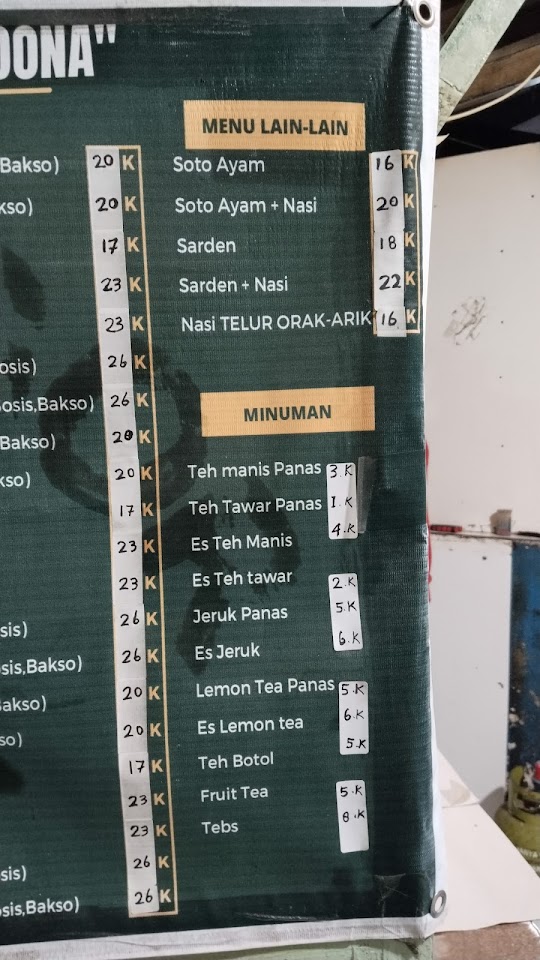 DONA"
Bakso) 20 K
kso) 20 K
17 K
23 K
23 K
osis) 26 K
Sosis,Bakso) 26 K
Bakso) 20 K
kso) 20 K
17 K
23 K
23 K
sis) 26 K
osis,Bakso) 26 K
Bakso) 20 K
so) 20 K
17 K
23 K
23 K
sis) 26 K
osis,Bakso) 26 K
MENU LAIN-LAIN
Soto Ayam 16 K
Soto Ayam + Nasi 20 K
Sarden 18 K
Sarden + Nasi 22 K
Nasi TELUR ORAK-ARIK 16 K
MINUMAN
Teh manis Panas 3.K
Teh Tawar Panas 1.K
Es Teh Manis 4.K
Es Teh tawar 2.K
Jeruk Panas 5.K
Es Jeruk 6.K
Lemon Tea Panas 5.K
Es Lemon tea 6.K
Teh Botol 5.K
Fruit Tea 5.K
Tebs 8.K